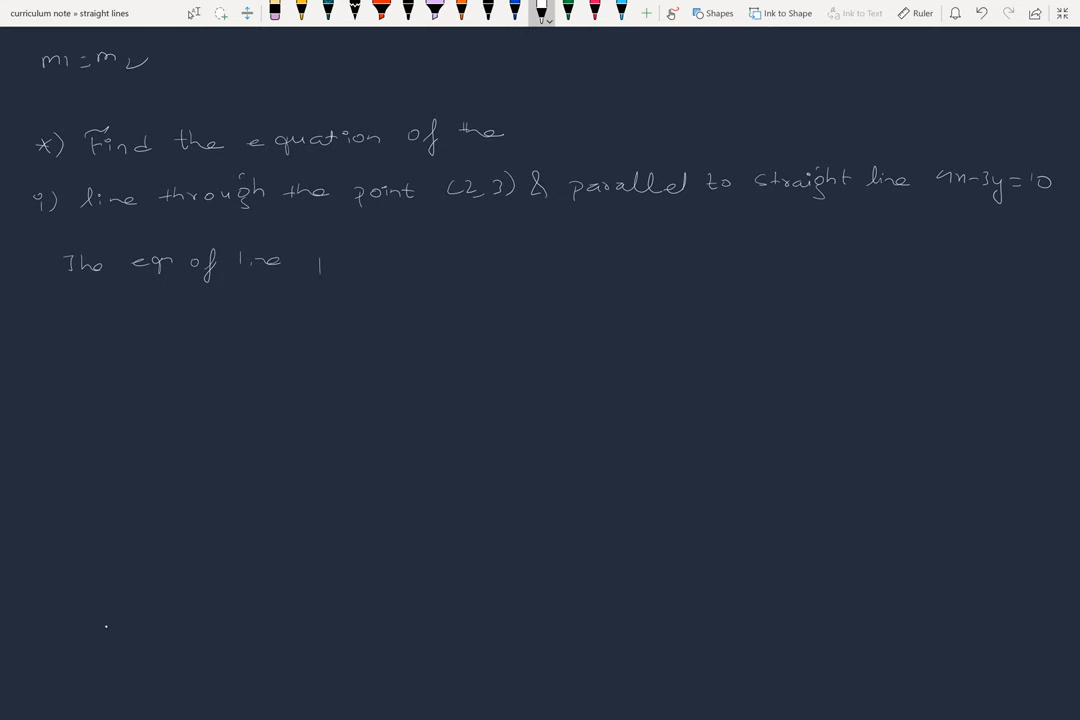 curriculum note » straight lines
Shapes Ink to Shape Ink to Text Ruler
m1 = m2
*) Find the equation of the
i) line through the point (2,3) & parallel to straight line 4x-3y=10
The eqn of line